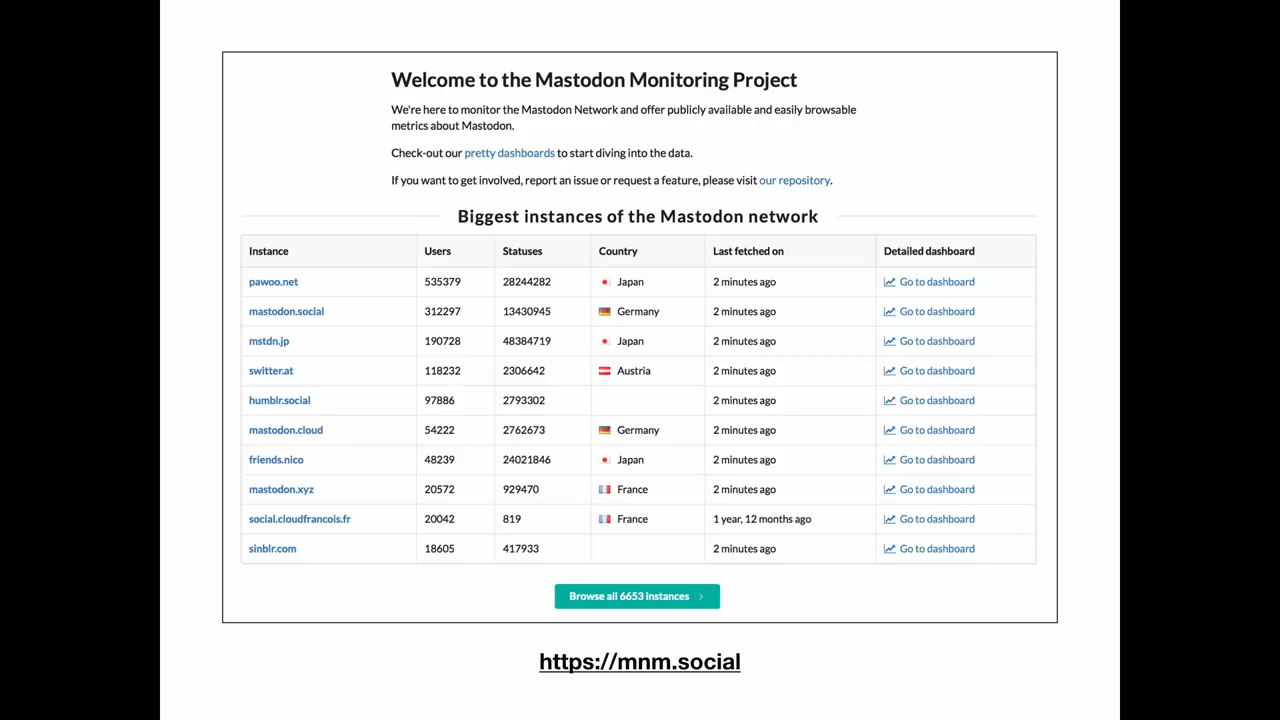 Welcome to the Mastodon Monitoring Project
We're here to monitor the Mastodon Network and offer publicly available and easily browsable
metrics about Mastodon.
Check-out our pretty dashboards to start diving into the data.
If you want to get involved, report an issue or request a feature, please visit our repository.
Biggest instances of the Mastodon network
Instance Users Statuses Country Last fetched on Detailed dashboard
pawoo.net 535379 28244282 Japan 2 minutes ago Go to dashboard
mastodon.social 312297 13430945 Germany 2 minutes ago Go to dashboard
mstdn.jp 190728 48384719 Japan 2 minutes ago Go to dashboard
switter.at 118232 2306642 Austria 2 minutes ago Go to dashboard
humblr.social 97886 2793302 2 minutes ago Go to dashboard
mastodon.cloud 54222 2762673 Germany 2 minutes ago Go to dashboard
friends.nico 48239 24021846 Japan 2 minutes ago Go to dashboard
mastodon.xyz 20572 929470 France 2 minutes ago Go to dashboard
social.cloudfrancois.fr 20042 819 France 1 year, 12 months ago Go to dashboard
sinblr.com 18605 417933 2 minutes ago Go to dashboard
Browse all 6653 instances
https://mnm.social